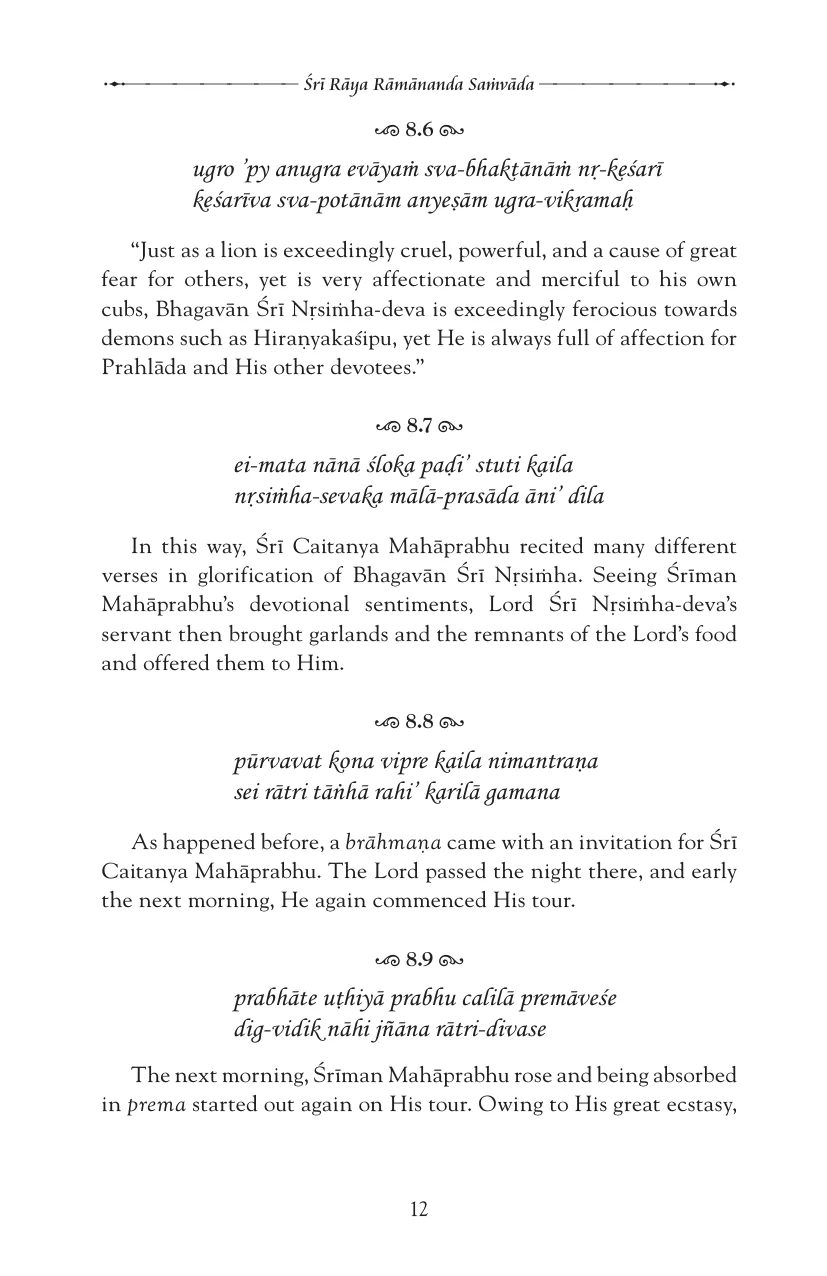 Śrī Rāya Rāmānanda Saṁvāda
8.6
ugro ’py anugra evāyaṁ sva-bhaktānāṁ nṛ-keśarī
keśarīva sva-potānām anyeṣām ugra-vikramaḥ
“Just as a lion is exceedingly cruel, powerful, and a cause of great
fear for others, yet is very affectionate and merciful to his own
cubs, Bhagavān Śrī Nṛsiṁha-deva is exceedingly ferocious towards
demons such as Hiraṇyakaśipu, yet He is always full of affection for
Prahlāda and His other devotees.”
8.7
ei-mata nānā śloka paḍi’ stuti kaila
nṛsiṁha-sevaka mālā-prasāda āni’ dila
In this way, Śrī Caitanya Mahāprabhu recited many different
verses in glorification of Bhagavān Śrī Nṛsiṁha. Seeing Śrīman
Mahāprabhu’s devotional sentiments, Lord Śrī Nṛsiṁha-deva’s
servant then brought garlands and the remnants of the Lord’s food
and offered them to Him.
8.8
pūrvavat kona vipre kaila nimantraṇa
sei rātri tāṅhā rahi’ karilā gamana
As happened before, a brāhmaṇa came with an invitation for Śrī
Caitanya Mahāprabhu. The Lord passed the night there, and early
the next morning, He again commenced His tour.
8.9
prabhāte uṭhiyā prabhu calilā premāveśe
dig-vidik nāhi jñāna rātri-divase
The next morning, Śrīman Mahāprabhu rose and being absorbed
in prema started out again on His tour. Owing to His great ecstasy,
12